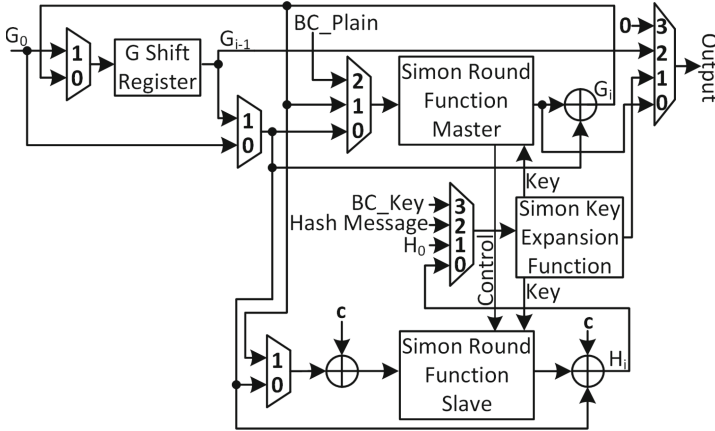 BC_Plain
0
3
2
1
0
Output
G0
1
0
G Shift
Register
Gi-1
2
1
0
Simon Round
Function
Master
Gi
1
0
Key
BC_Key
Hash Message
H0
3
2
1
0
Control
Simon Key
Expansion
Function
Key
c
c
1
0
Simon Round
Function
Slave
Hi